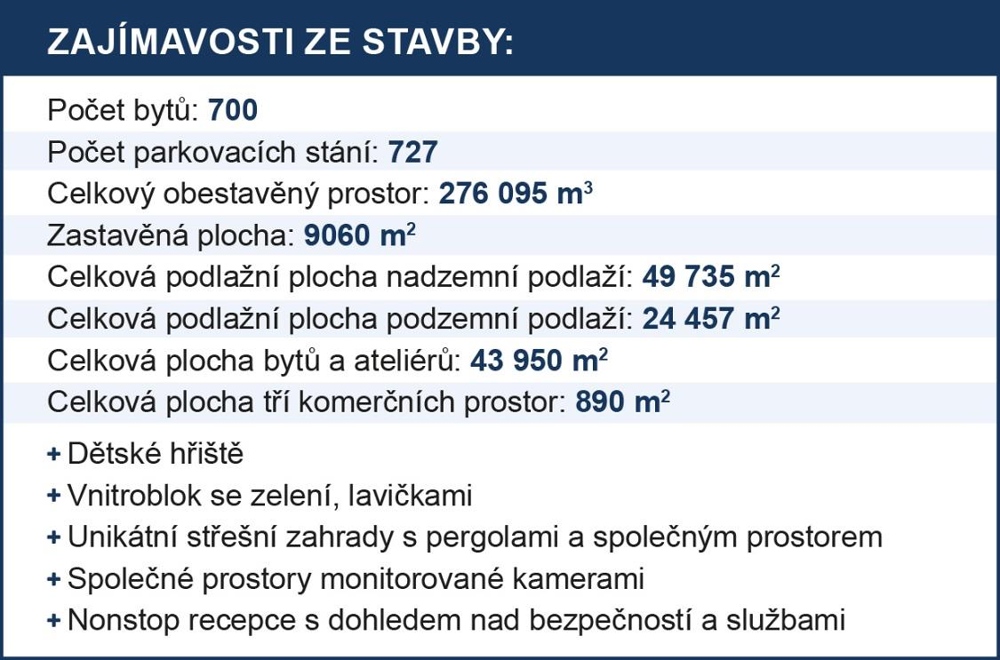 ZAJÍMAVOSTI ZE STAVBY:
Počet bytů: 700
Počet parkovacích stání: 727
Celkový obestavěný prostor: 276 095 m³
Zastavěná plocha: 9060 m²
Celková podlažní plocha nadzemní podlaží: 49 735 m²
Celková podlažní plocha podzemní podlaží: 24 457 m²
Celková plocha bytů a ateliérů: 43 950 m²
Celková plocha tří komerčních prostor: 890 m²
+ Dětské hřiště
+ Vnitroblok se zelení, lavičkami
+ Unikátní střešní zahrady s pergolami a společným prostorem
+ Společné prostory monitorované kamerami
+ Nonstop recepce s dohledem nad bezpečností a službami